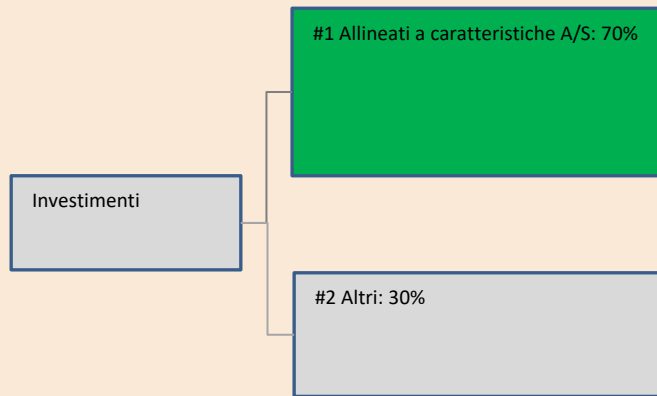 #1 Allineati a caratteristiche A/S: 70%
Investimenti
#2 Altri: 30%